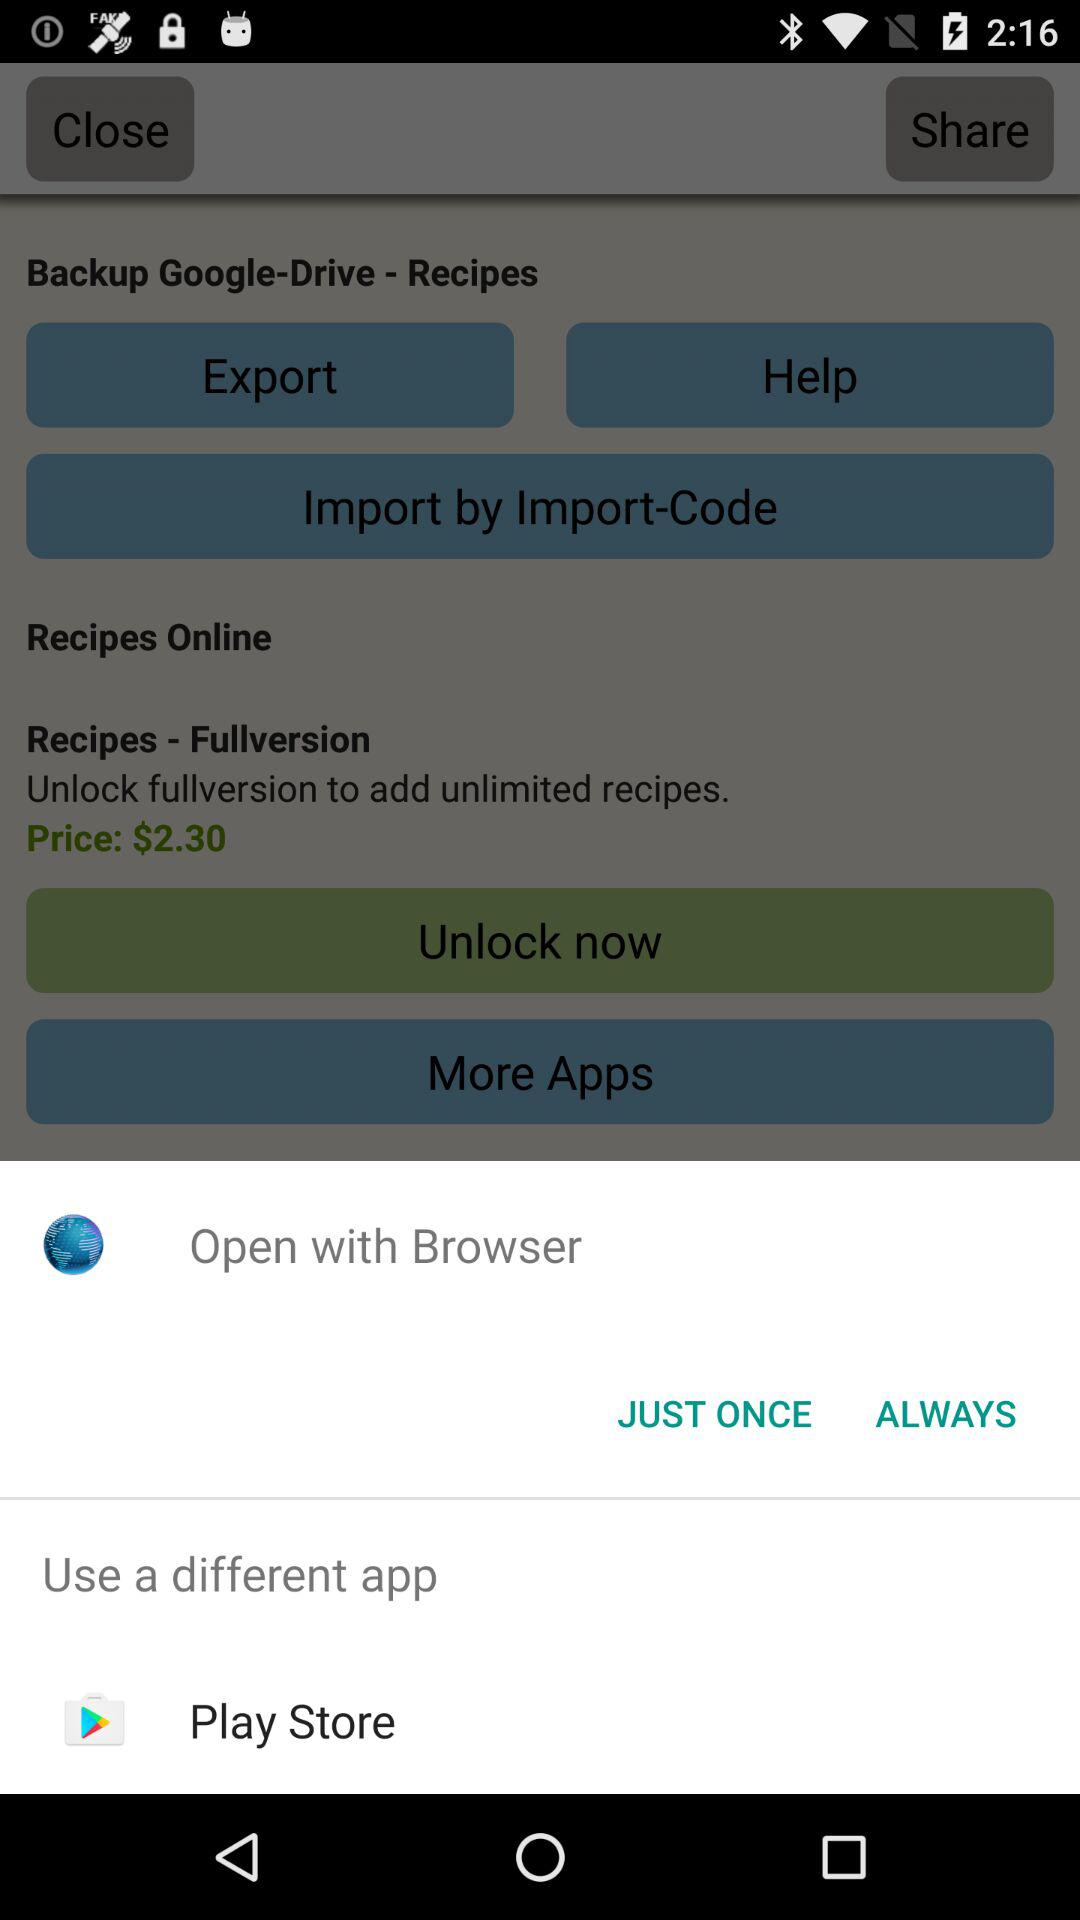 FAKE
2:16
Close
Share
Backup Google-Drive - Recipes
Export
Help
Import by Import-Code
Recipes Online
Recipes - Fullversion
Unlock fullversion to add unlimited recipes.
Price: $2.30
Unlock now
More Apps
Open with Browser
JUST ONCE
ALWAYS
Use a different app
Play Store